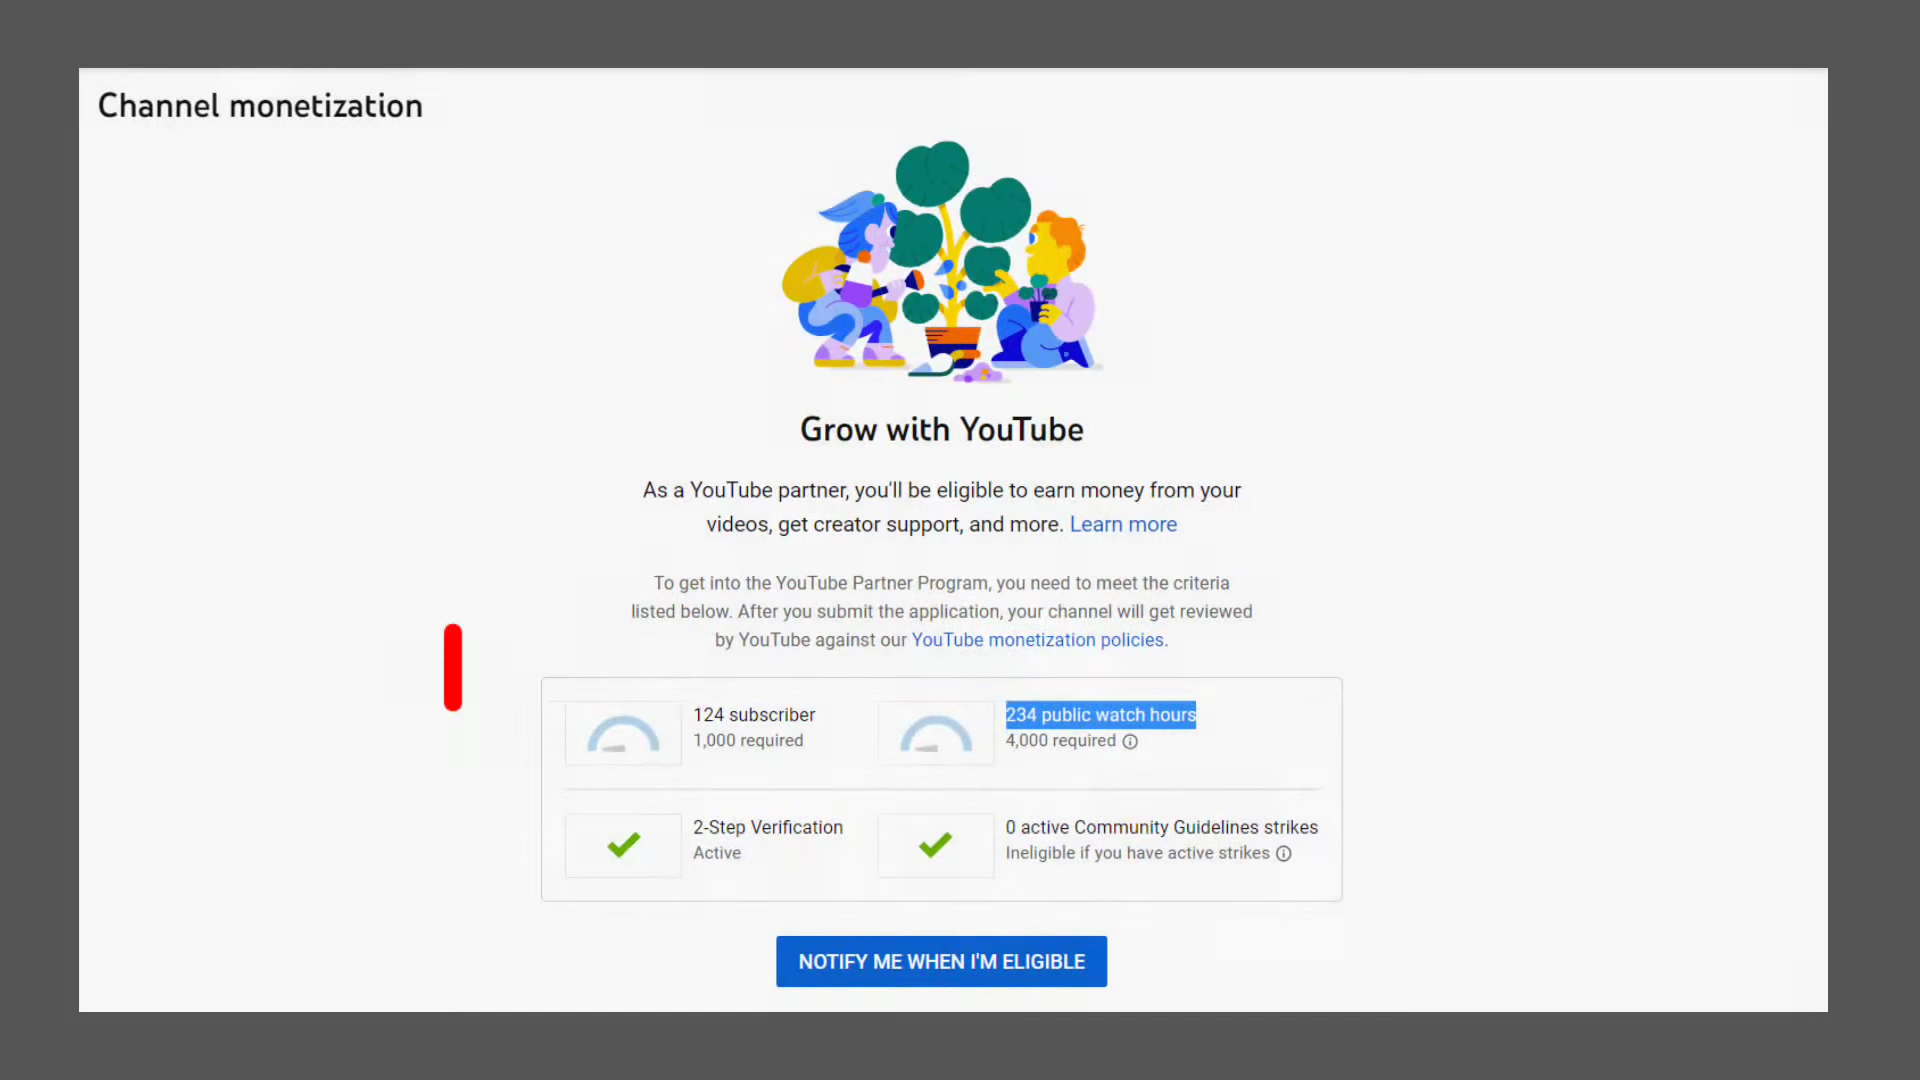 Channel monetization
Grow with YouTube
As a YouTube partner, you'll be eligible to earn money from your
videos, get creator support, and more. Learn more
To get into the YouTube Partner Program, you need to meet the criteria
listed below. After you submit the application, your channel will get reviewed
by YouTube against our YouTube monetization policies.
124 subscriber
1,000 required
234 public watch hours
4,000 required
2-Step Verification
Active
0 active Community Guidelines strikes
Ineligible if you have active strikes
NOTIFY ME WHEN I'M ELIGIBLE